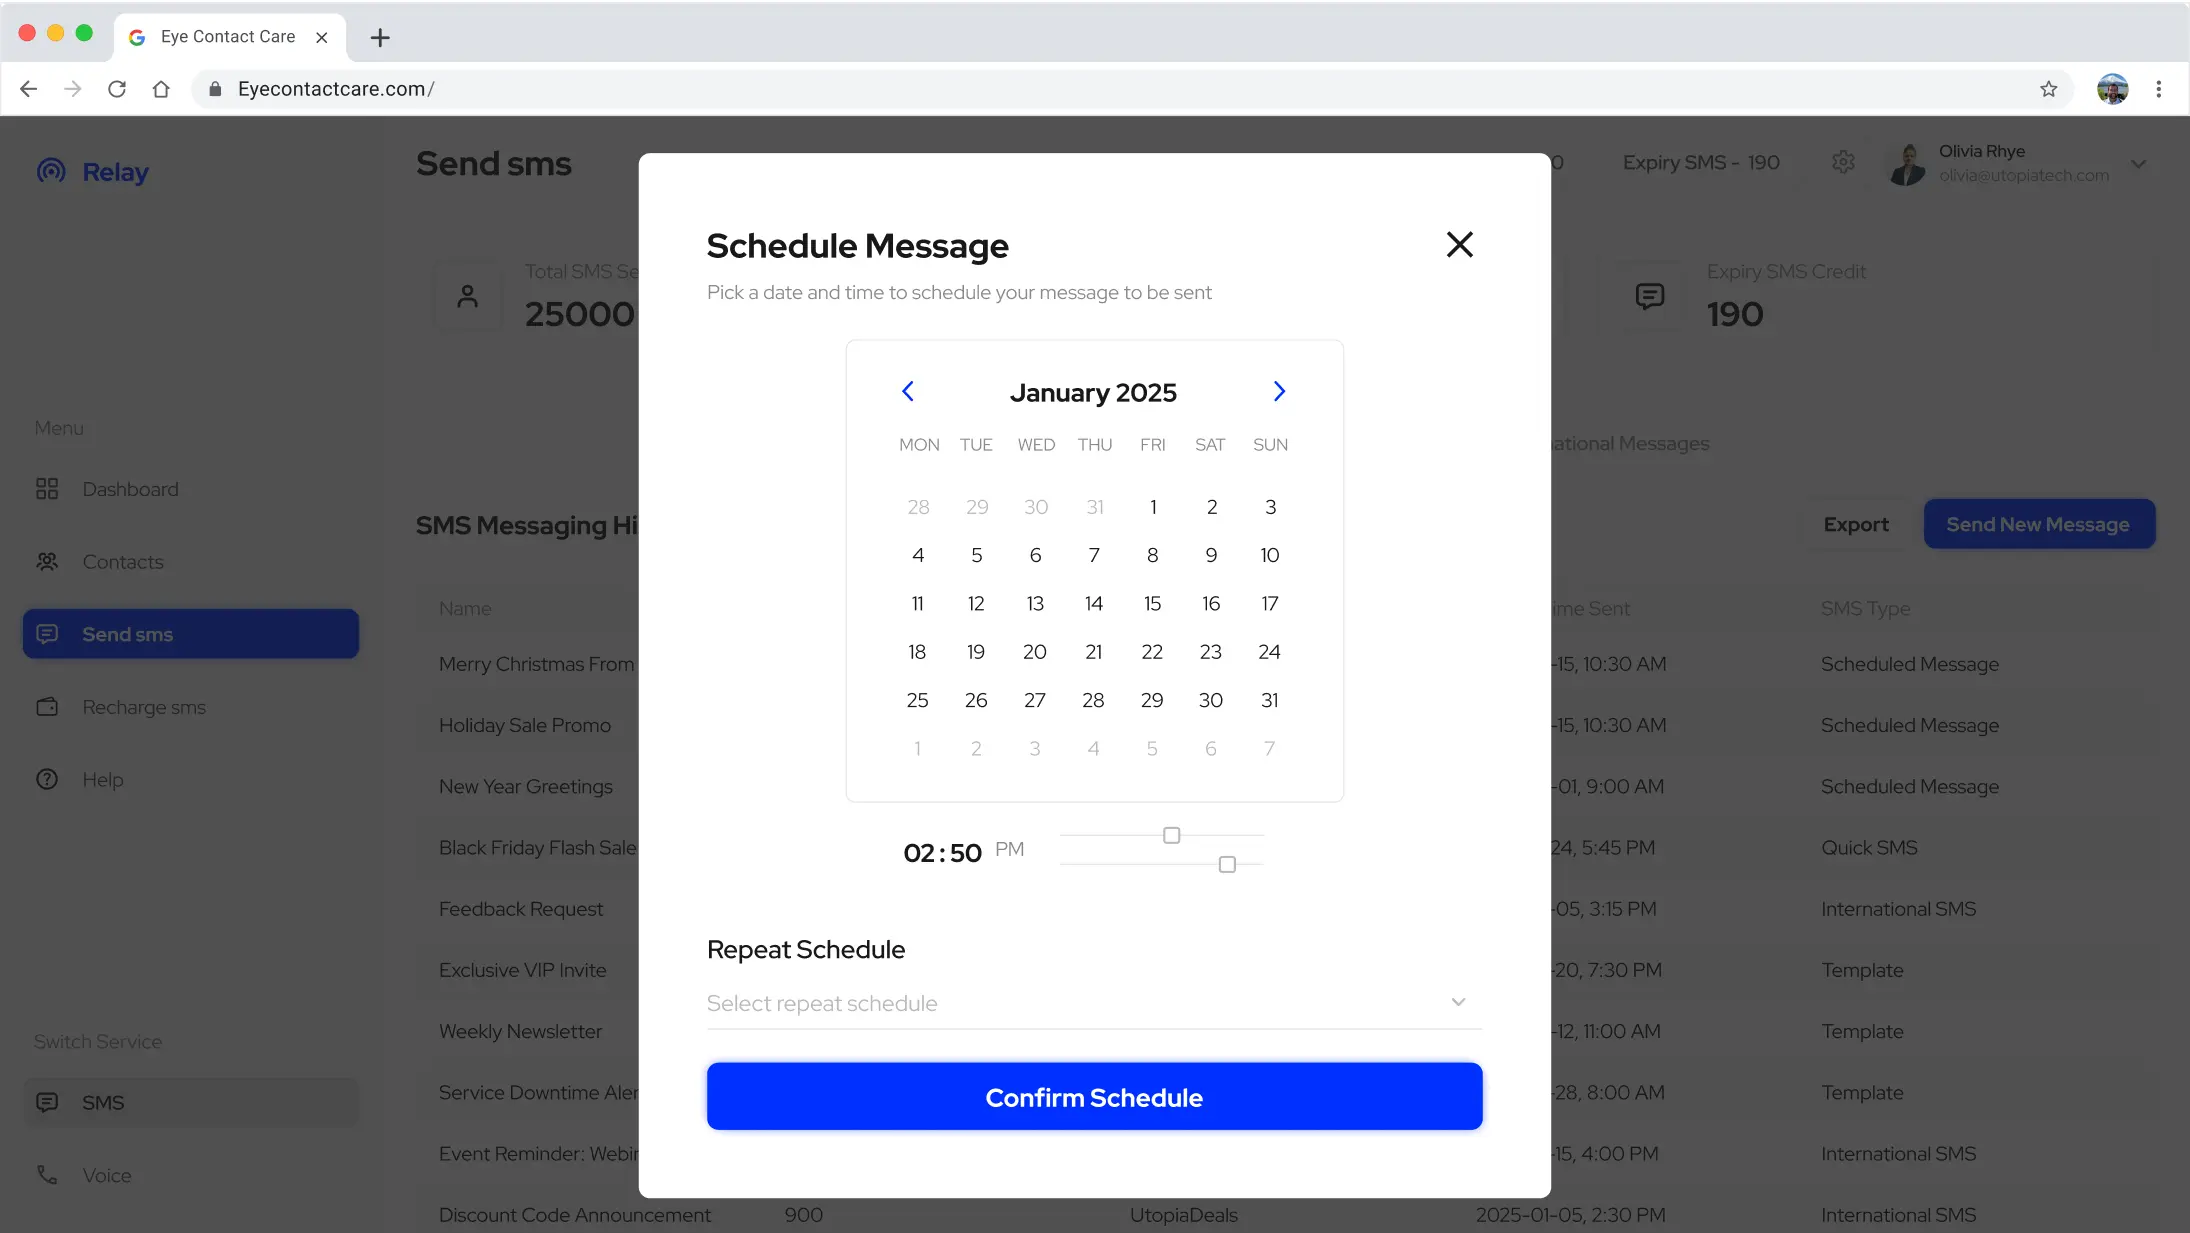 Eye Contact Care
Eyecontactcare.com/
Relay
Send sms
0
Expiry SMS - 190
Olivia Rhye
olivia@utopiatech.com
Schedule Message
Pick a date and time to schedule your message to be sent
Total SMS Se
25000
Expiry SMS Credit
190
January 2025
MON TUE WED THU FRI SAT SUN
28 29 30 31 1 2 3
4 5 6 7 8 9 10
11 12 13 14 15 16 17
18 19 20 21 22 23 24
25 26 27 28 29 30 31
1 2 3 4 5 6 7
02 : 50 PM
Repeat Schedule
Select repeat schedule
Confirm Schedule
Menu
Dashboard
Contacts
Send sms
Recharge sms
Help
Switch Service
SMS
Voice
ational Messages
SMS Messaging Hi
Export
Send New Message
Name
ime Sent
SMS Type
Merry Christmas From
-15, 10:30 AM
Scheduled Message
Holiday Sale Promo
-15, 10:30 AM
Scheduled Message
New Year Greetings
-01, 9:00 AM
Scheduled Message
Black Friday Flash Sale
24, 5:45 PM
Quick SMS
Feedback Request
-05, 3:15 PM
International SMS
Exclusive VIP Invite
-20, 7:30 PM
Template
Weekly Newsletter
-12, 11:00 AM
Template
Service Downtime Aler
-28, 8:00 AM
Template
Event Reminder: Webin
-15, 4:00 PM
International SMS
Discount Code Announcement
900
UtopiaDeals
2025-01-05, 2:30 PM
International SMS